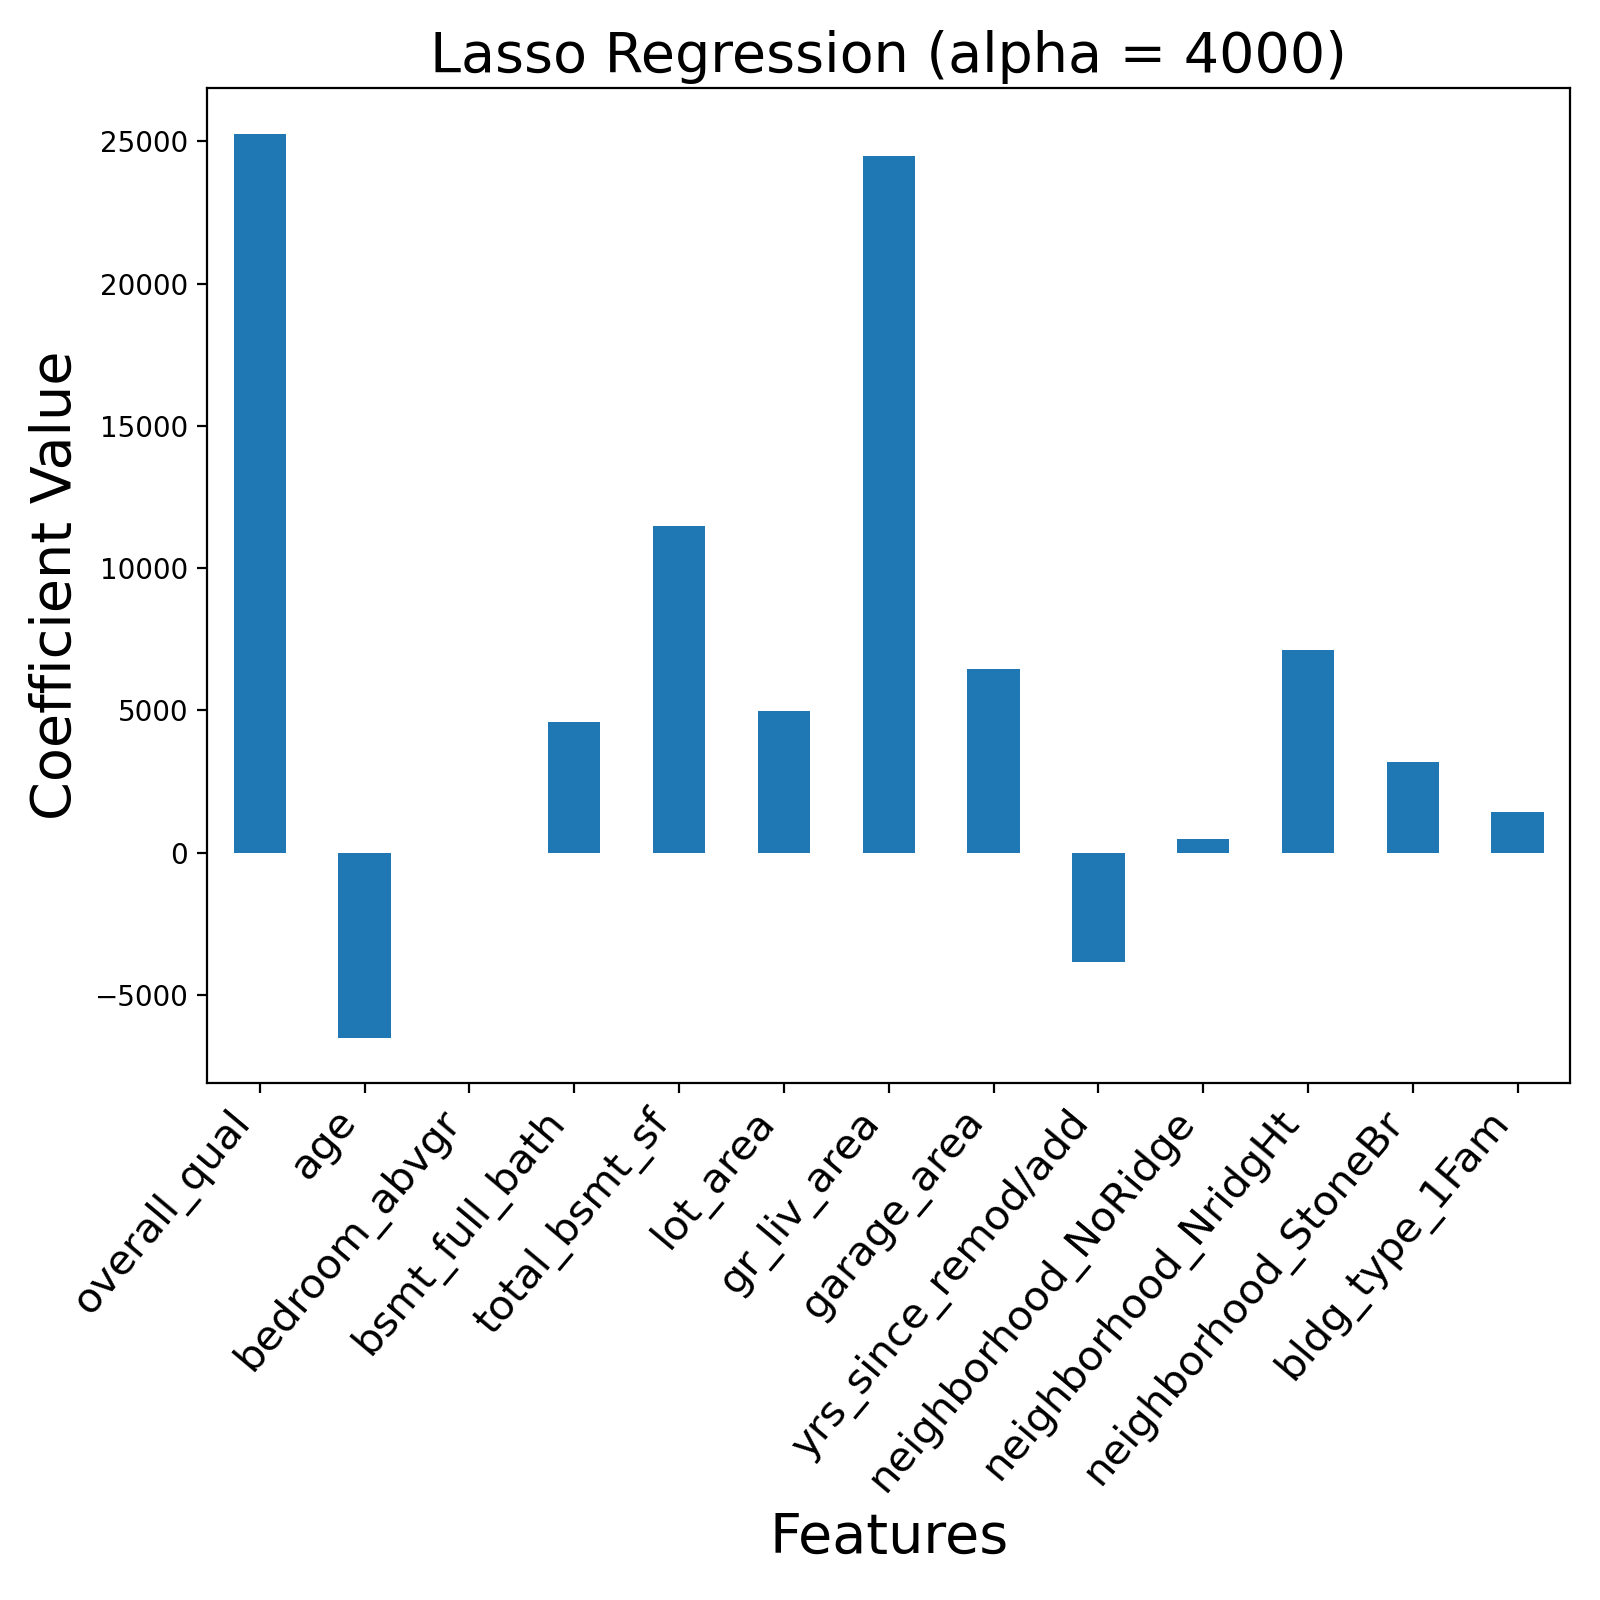 Lasso Regression (alpha = 4000)
Coefficient Value
25000
20000
15000
10000
5000
0
−5000
overall_qual
age
bedroom_abvgr
bsmt_full_bath
total_bsmt_sf
lot_area
gr_liv_area
garage_area
yrs_since_remod/add
neighborhood_NoRidge
neighborhood_NridgHt
neighborhood_StoneBr
bldg_type_1Fam
Features